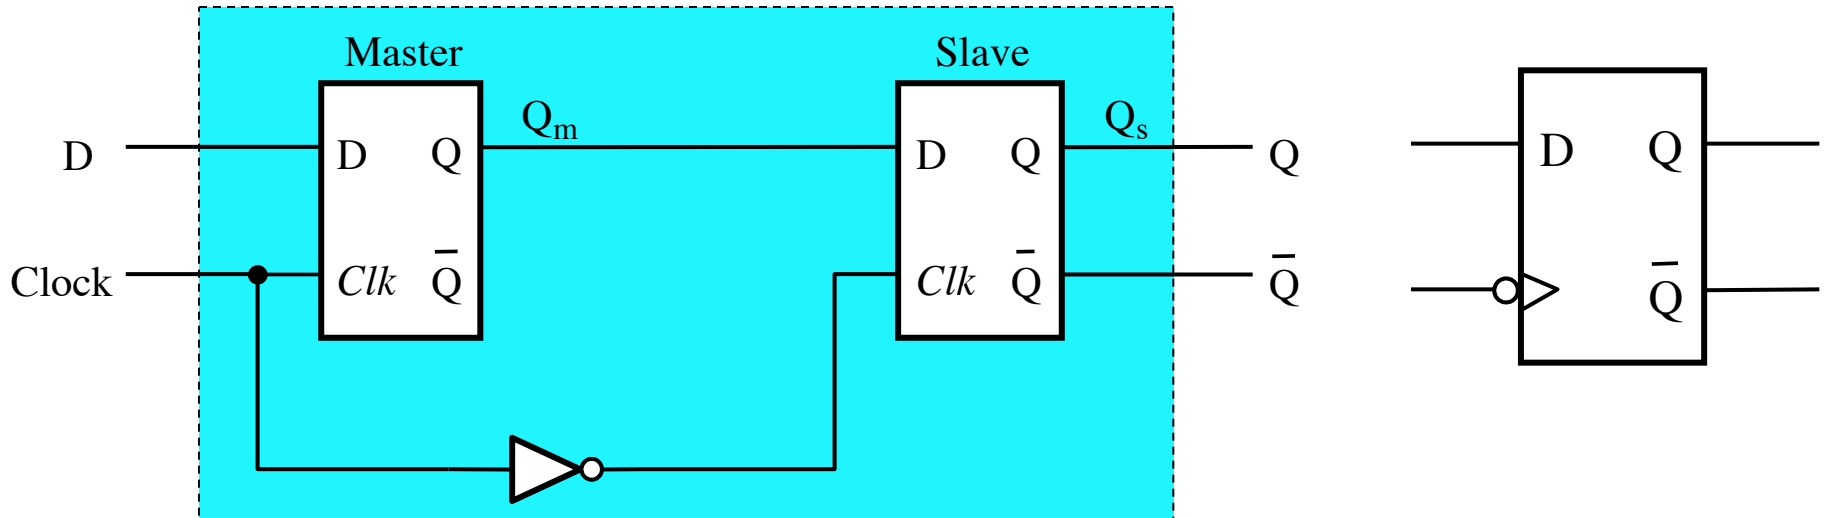 Master Slave
Qm Qs
D D Q D Q Q D Q
Clock Clk Q̅ Clk Q̅ Q̅ Q̅